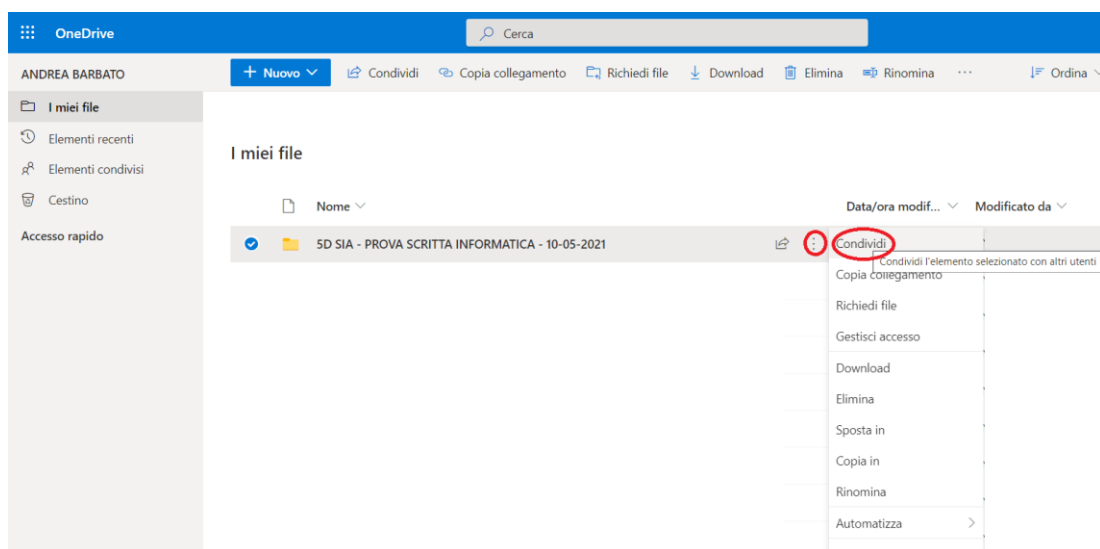 OneDrive
Cerca
ANDREA BARBATO
Nuovo
Condividi
Copia collegamento
Richiedi file
Download
Elimina
Rinomina
...
Ordina
I miei file
Elementi recenti
Elementi condivisi
Cestino
Accesso rapido
I miei file
Nome
Data/ora modif...
Modificato da
5D SIA - PROVA SCRITTA INFORMATICA - 10-05-2021
Condividi
Condividi l'elemento selezionato con altri utenti
Copia collegamento
Richiedi file
Gestisci accesso
Download
Elimina
Sposta in
Copia in
Rinomina
Automatizza